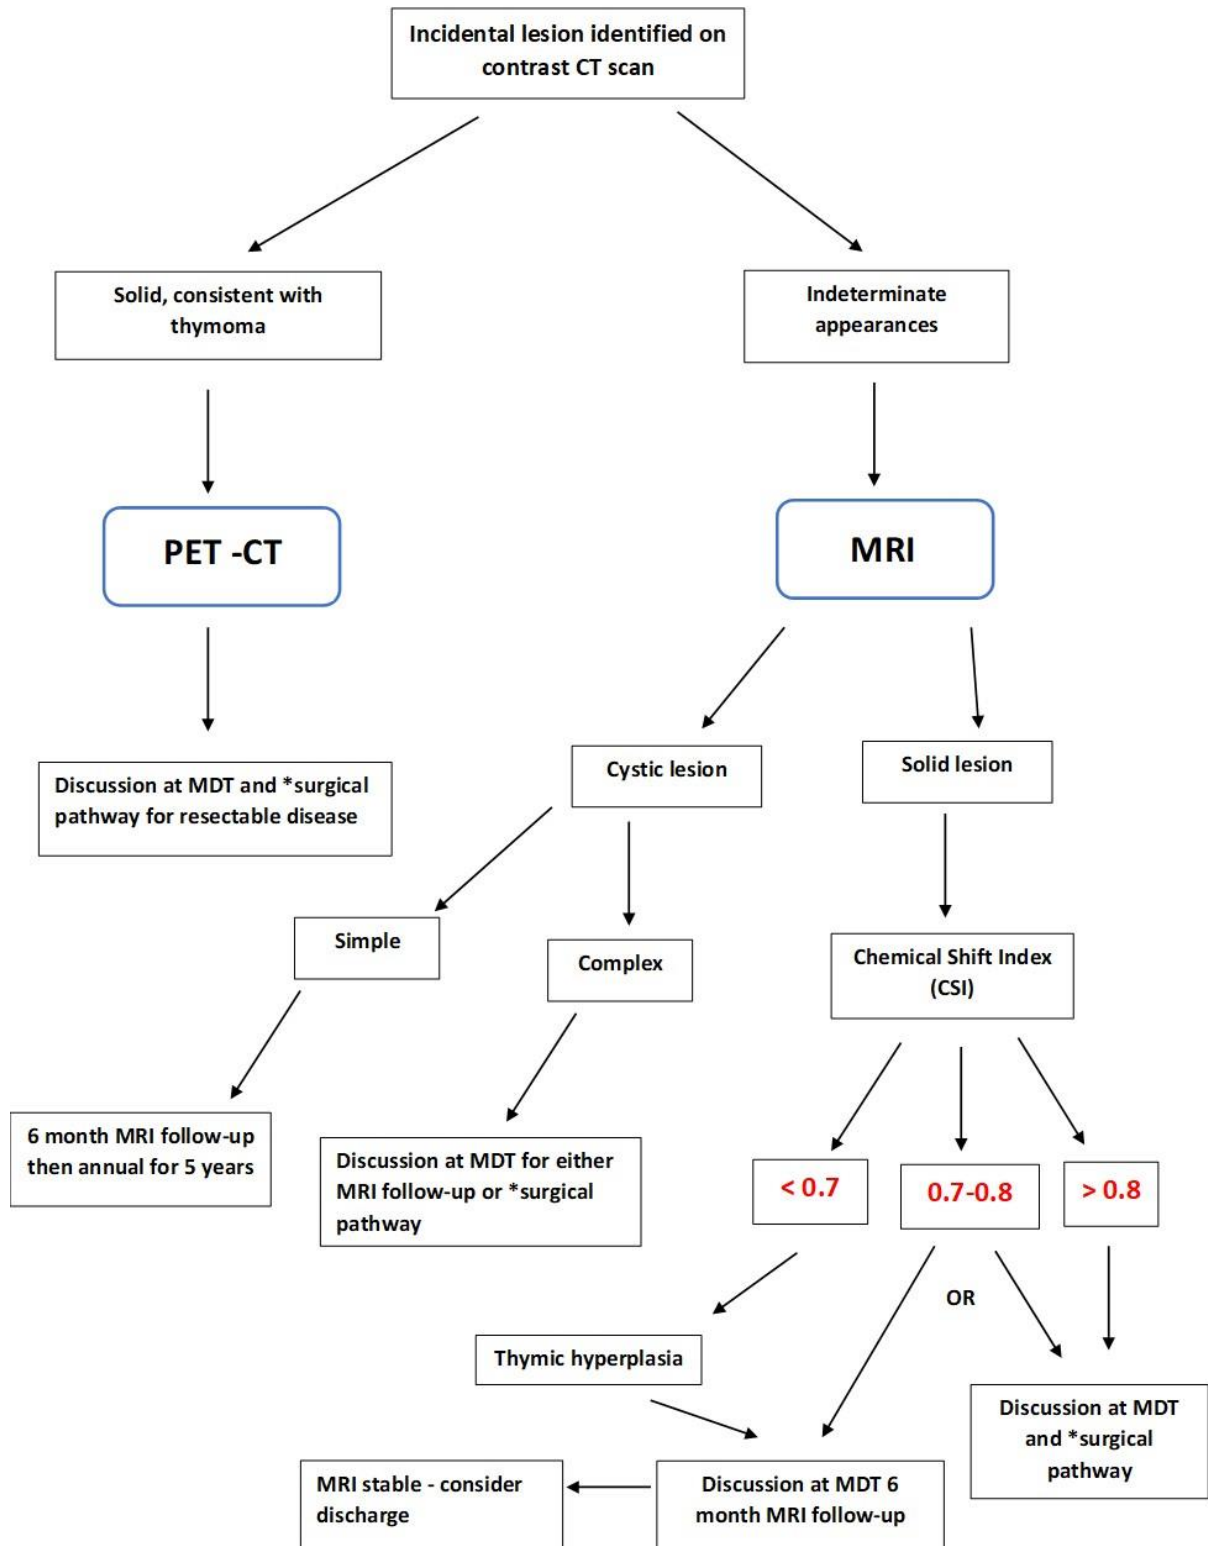 Incidental lesion identified on
contrast CT scan
Solid, consistent with
thymoma
Indeterminate
appearances
PET -CT
MRI
Discussion at MDT and *surgical
pathway for resectable disease
Cystic lesion
Solid lesion
Simple
Complex
Chemical Shift Index
(CSI)
6 month MRI follow-up
then annual for 5 years
Discussion at MDT for either
MRI follow-up or *surgical
pathway
< 0.7
0.7-0.8
> 0.8
OR
Thymic hyperplasia
Discussion at MDT
and *surgical
pathway
MRI stable - consider
discharge
Discussion at MDT 6
month MRI follow-up